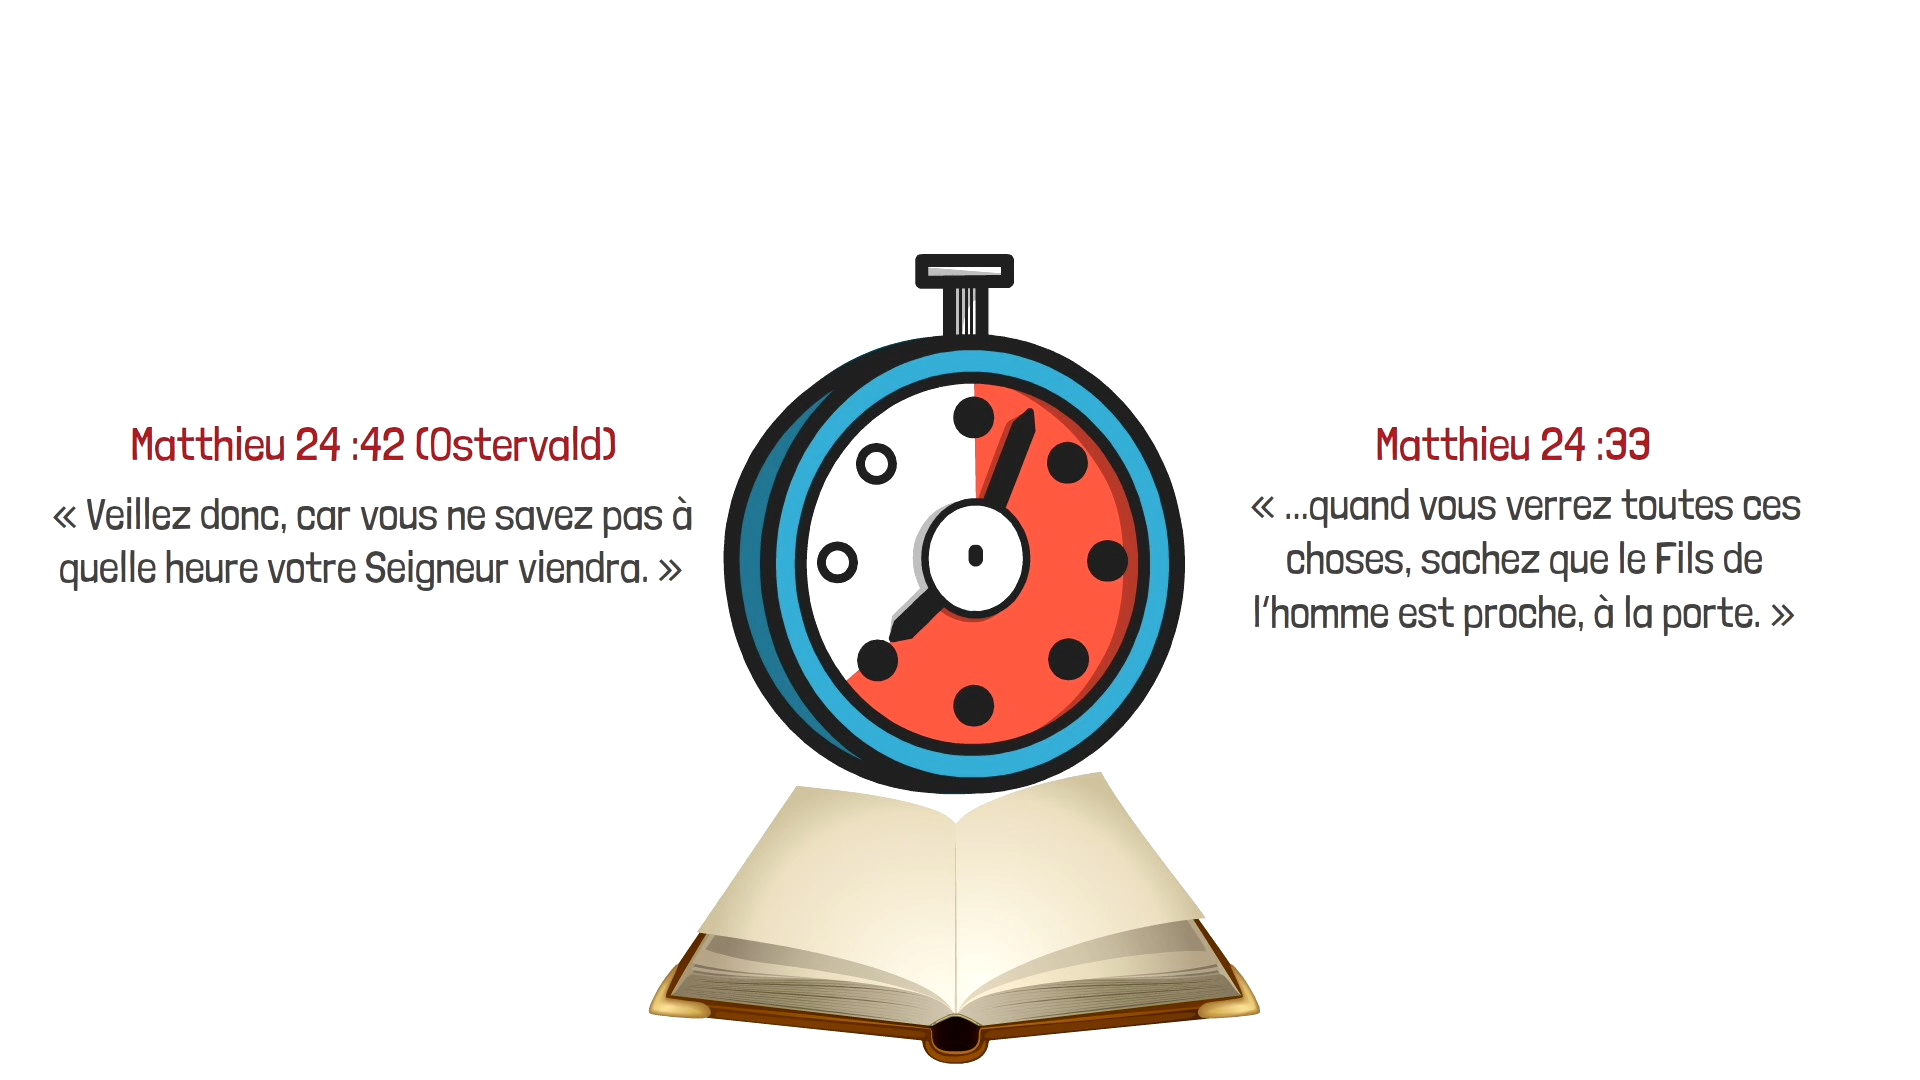 Matthieu 24 :42 (Ostervald)
« Veillez donc, car vous ne savez pas à
quelle heure votre Seigneur viendra. »
Matthieu 24 :33
« ...quand vous verrez toutes ces
choses, sachez que le Fils de
l'homme est proche, à la porte. »